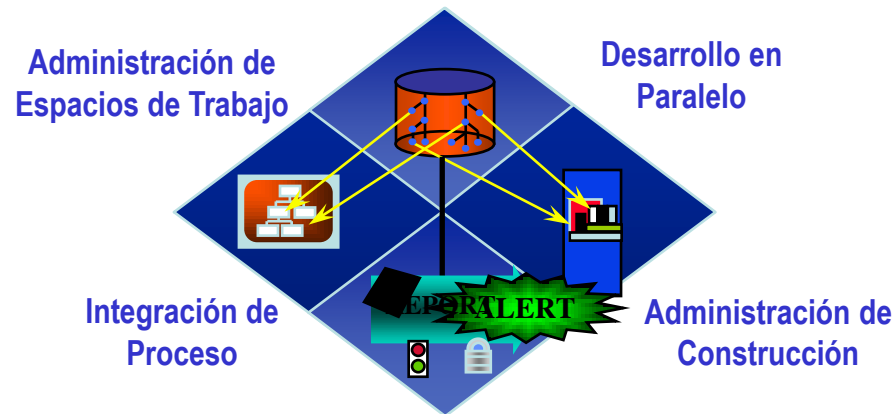 Administración de
Espacios de Trabajo
Desarrollo en
Paralelo
Integración de
Proceso
ALERT
Administración de
Construcción